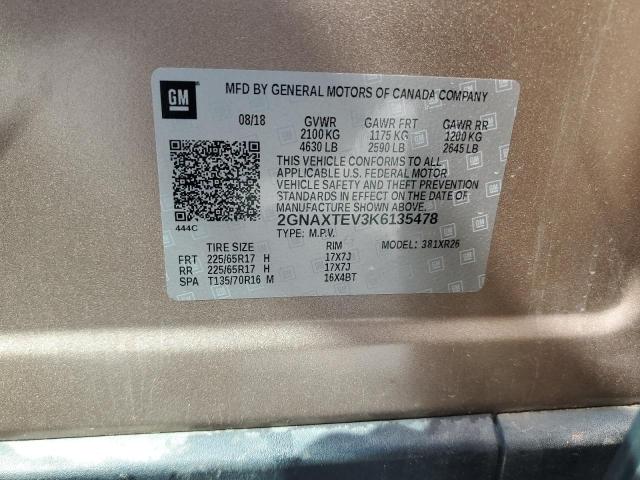 GM
MFD BY GENERAL MOTORS OF CANADA COMPANY
08/18 GVWR GAWR FRT GAWR RR
2100 KG 1175 KG 1200 KG
4630 LB 2590 LB 2645 LB
THIS VEHICLE CONFORMS TO ALL
APPLICABLE U.S. FEDERAL MOTOR
VEHICLE SAFETY AND THEFT PREVENTION
STANDARDS IN EFFECT ON THE DATE OF
MANUFACTURE SHOWN ABOVE.
444C
2GNAXTEV3K6135478
TYPE: M.P.V. MODEL: 381XR26
TIRE SIZE RIM
FRT 225/65R17 H 17X7J
RR 225/65R17 H 17X7J
SPA T135/70R16 M 16X4BT